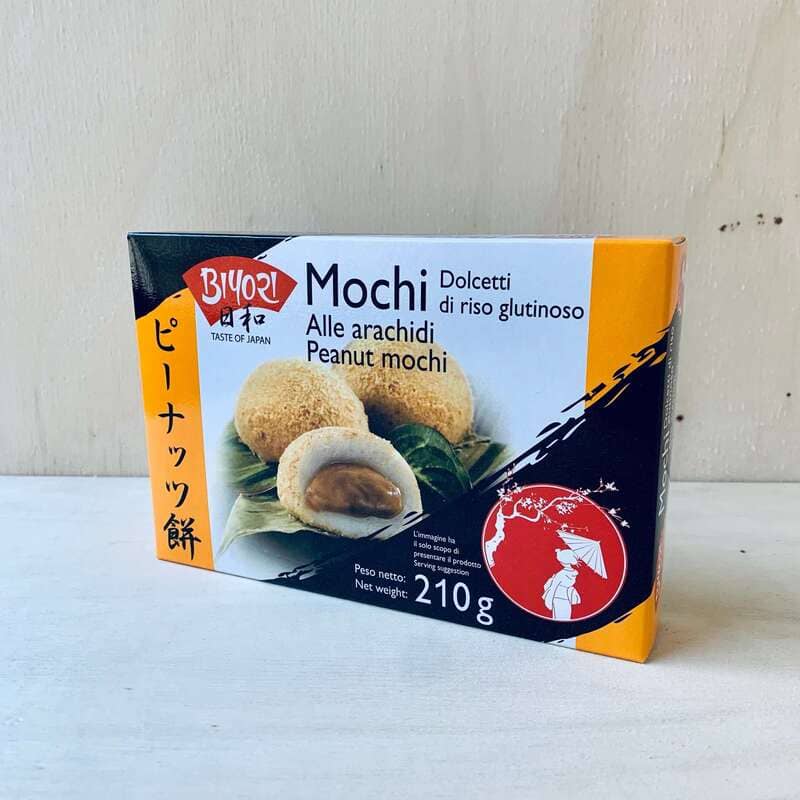 BIYORI
日和
TASTE OF JAPAN
ピーナッツ餅
Mochi
Dolcetti
di riso glutinoso
Alle arachidi
Peanut mochi
L'immagine ha
il solo scopo di
presentare il prodotto
Serving suggestion
Peso netto:
Net weight:
210 g
Mochi